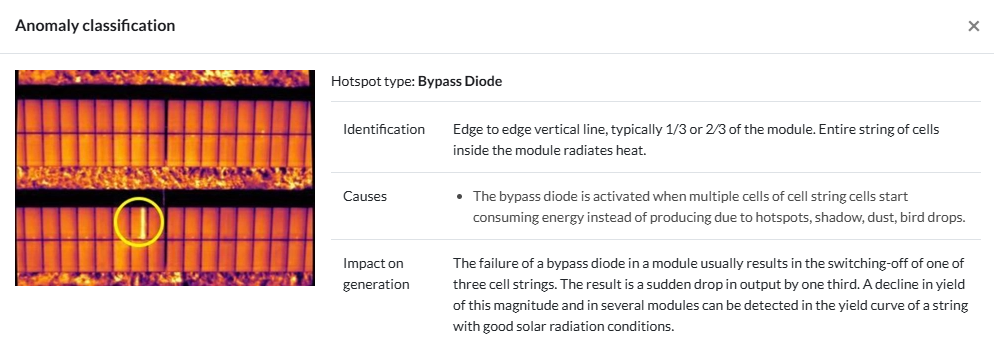 Anomaly classification ×
Hotspot type: Bypass Diode
Identification
Edge to edge vertical line, typically 1/3 or 2/3 of the module. Entire string of cells
inside the module radiates heat.
Causes
• The bypass diode is activated when multiple cells of cell string cells start
consuming energy instead of producing due to hotspots, shadow, dust, bird drops.
Impact on
generation
The failure of a bypass diode in a module usually results in the switching-off of one of
three cell strings. The result is a sudden drop in output by one third. A decline in yield
of this magnitude and in several modules can be detected in the yield curve of a string
with good solar radiation conditions.